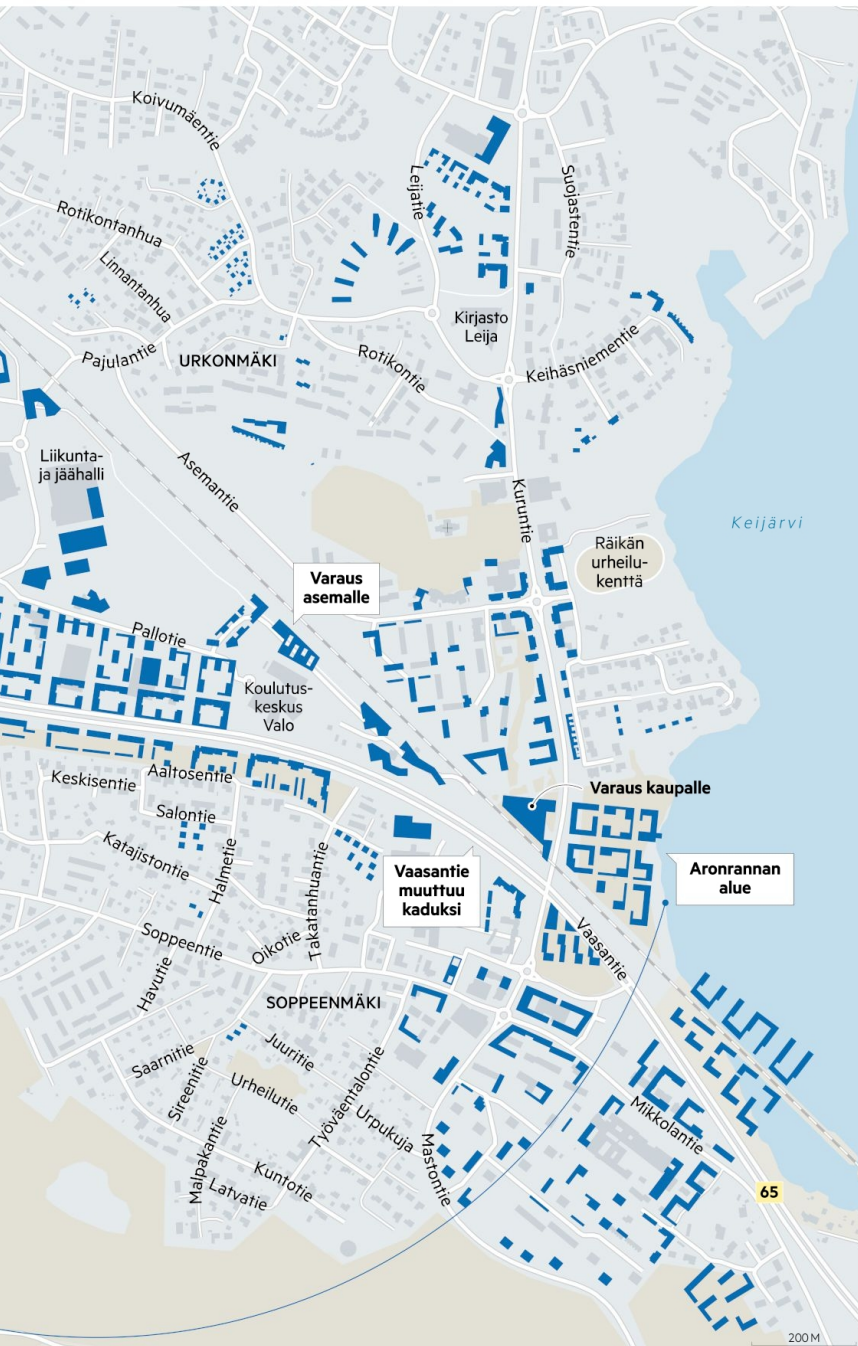 Koivumäentie
Leijatie
Suojastentie
Rotikontanhua
Linnantanhua
Kirjasto
Leija
Pajulantie
URKONMÄKI
Rotikontie
Keihäsniementie
Liikunta-
ja jäähalli
Asemantie
Kuruntie
Keijärvi
Räikän
urheilu-
kenttä
Varaus
asemalle
Pallotie
Koulutus-
keskus
Valo
Keskisentie
Aaltosentie
Varaus kaupalle
Salontie
Katajistontie
Halmetie
Takatanhuantie
Vaasantie
muuttuu
kaduksi
Aronrannan
alue
Soppeentie
Oikotie
Vaasantie
Havutie
SOPPEENMÄKI
Saarnitie
Juuritie
Sireenitie
Urheilutie
Työväentalontie
Urpukuja
Mikkolantie
Malpakantie
Kuntotie
Mastontie
Latvatie
65
200 M